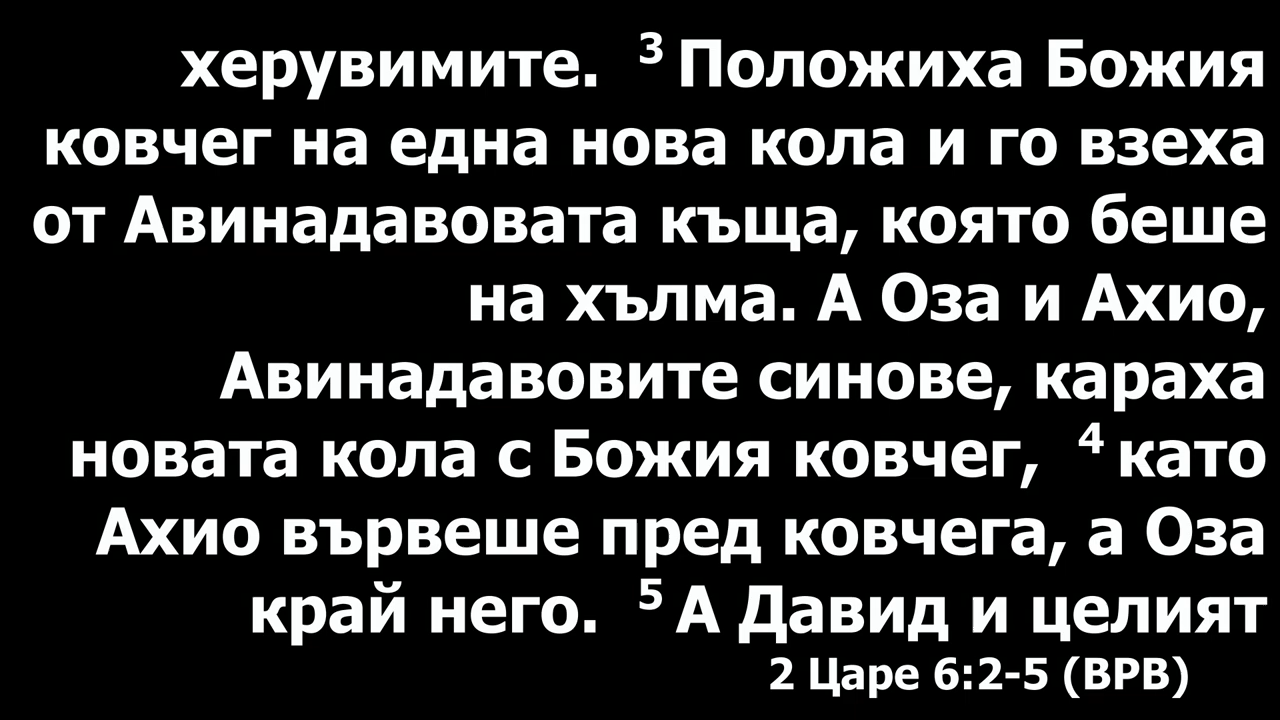 херувимите. ³ Положиха Божия
ковчег на една нова кола и го взеха
от Авинадавовата къща, която беше
на хълма. А Оза и Ахио,
Авинадавовите синове, караха
новата кола с Божия ковчег, ⁴ като
Ахио вървеше пред ковчега, а Оза
край него. ⁵ А Давид и целият
2 Царе 6:2-5 (ВРВ)